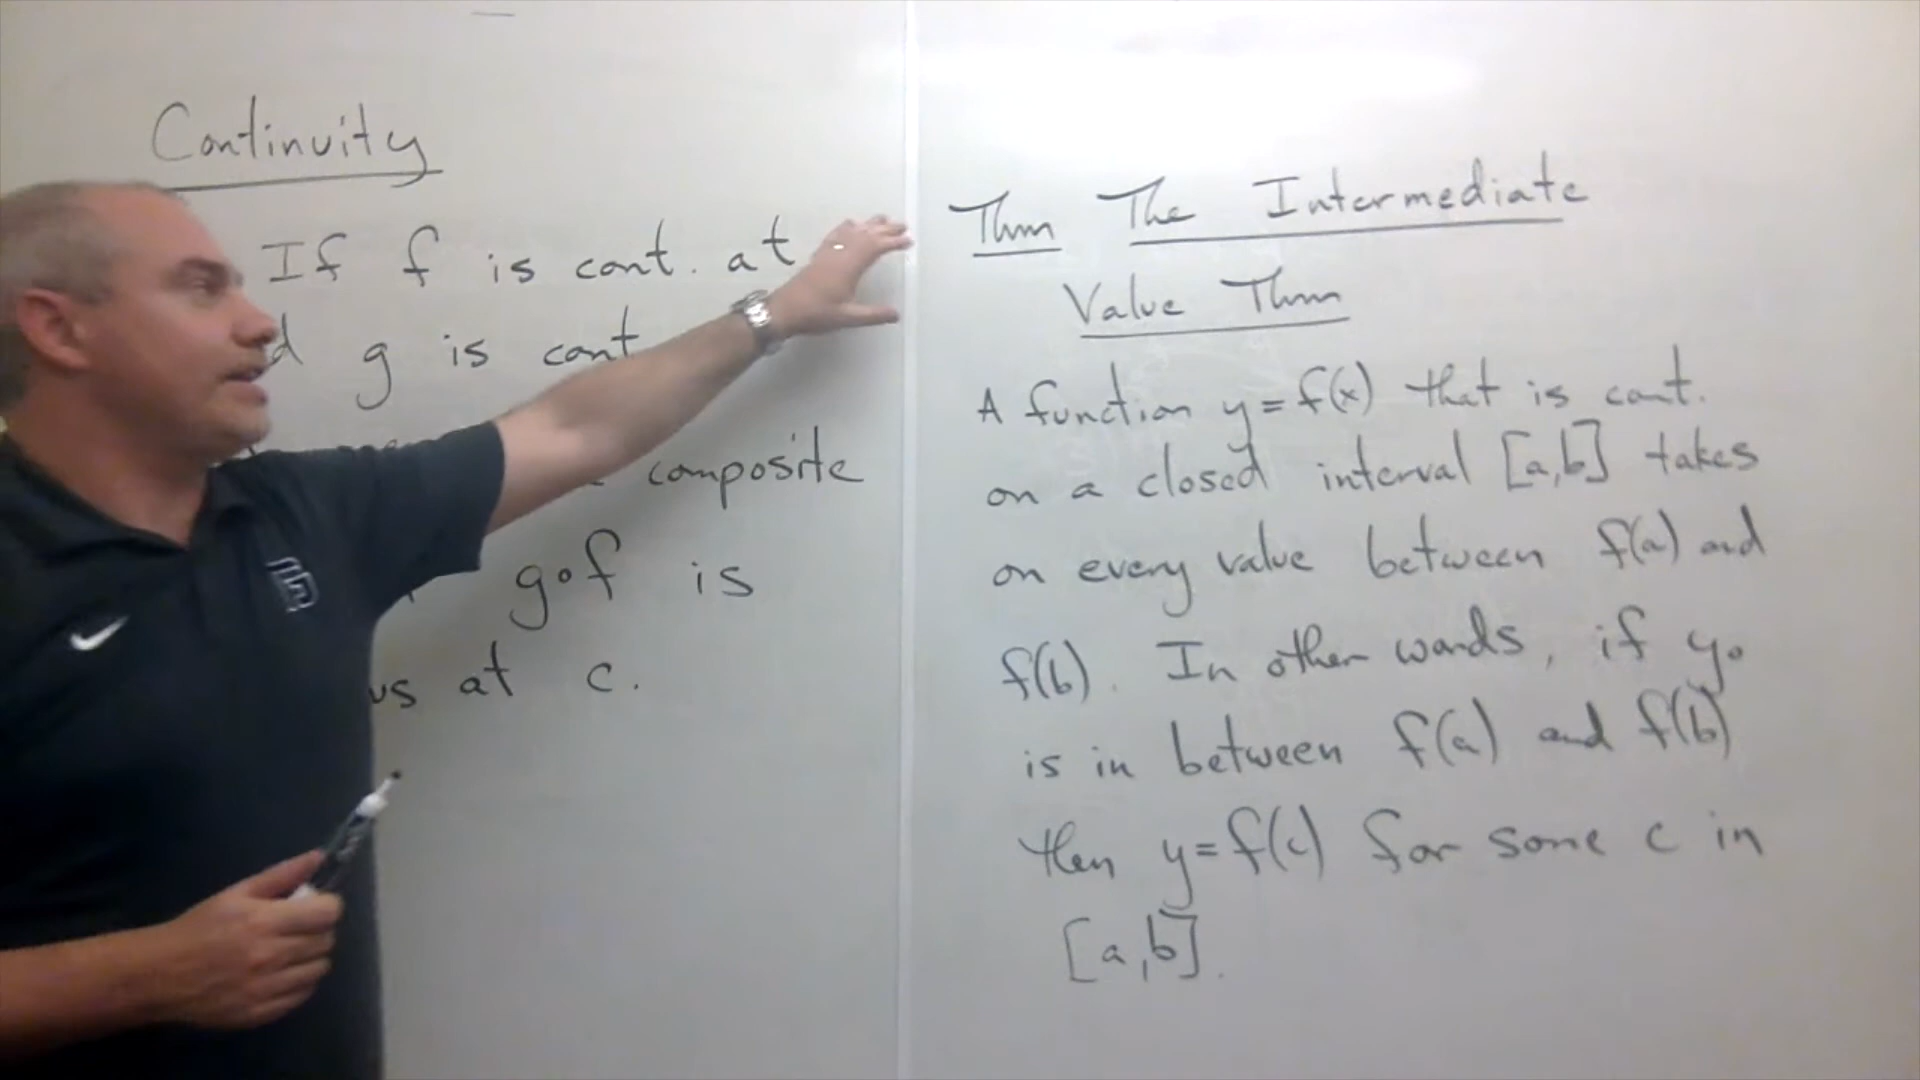 Continuity
If f is cont. at
g is cont
composite
g∘f is
us at c.
Thm The Intermediate
Value Thm
A function y=f(x) that is cont.
on a closed interval [a,b] takes
on every value between f(a) and
f(b). In other words, if y₀
is in between f(a) and f(b)
then y=f(c) for some c in
[a,b].